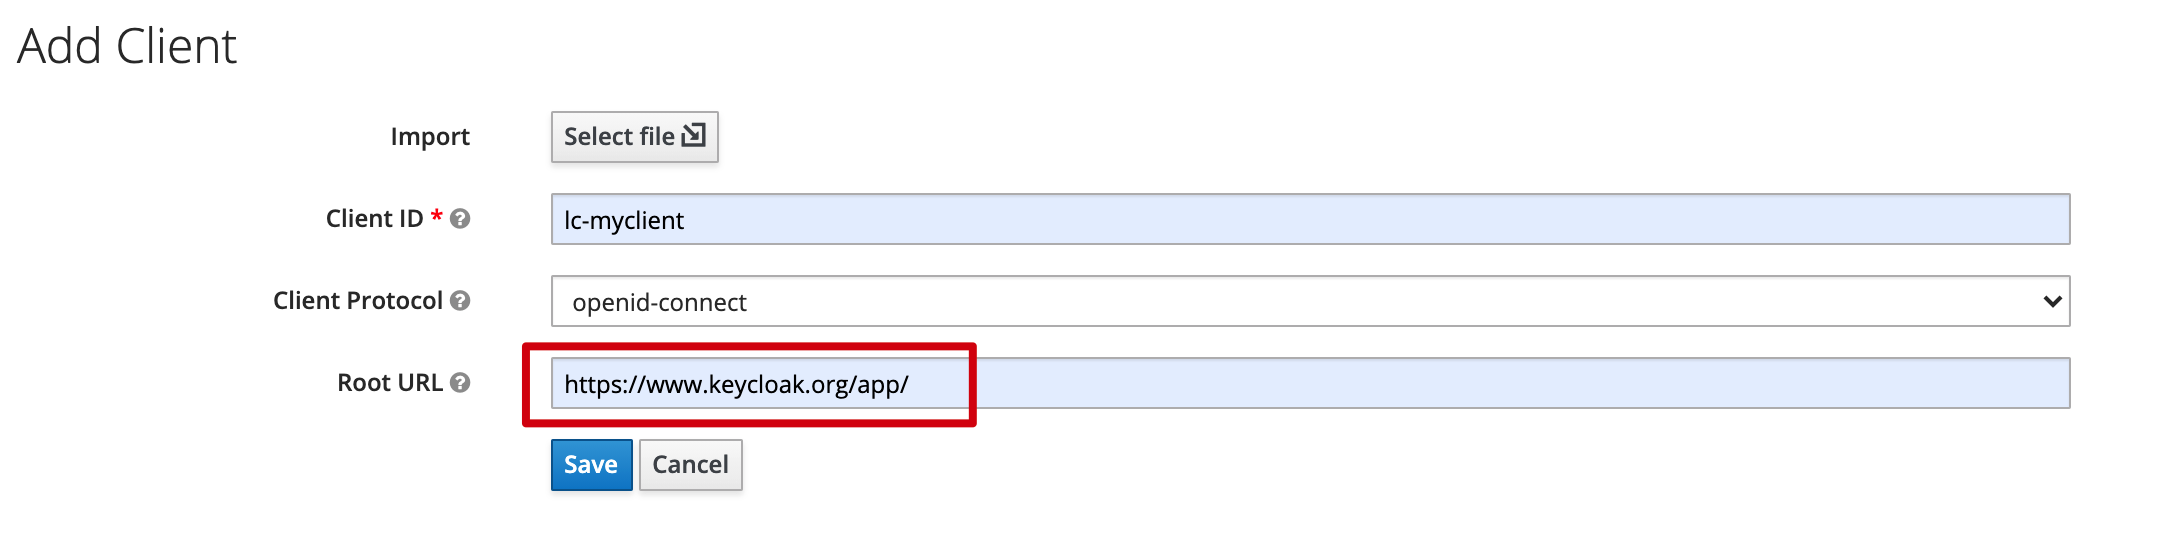 Add Client
Import Select file
Client ID * lc-myclient
Client Protocol openid-connect
Root URL https://www.keycloak.org/app/
Save Cancel